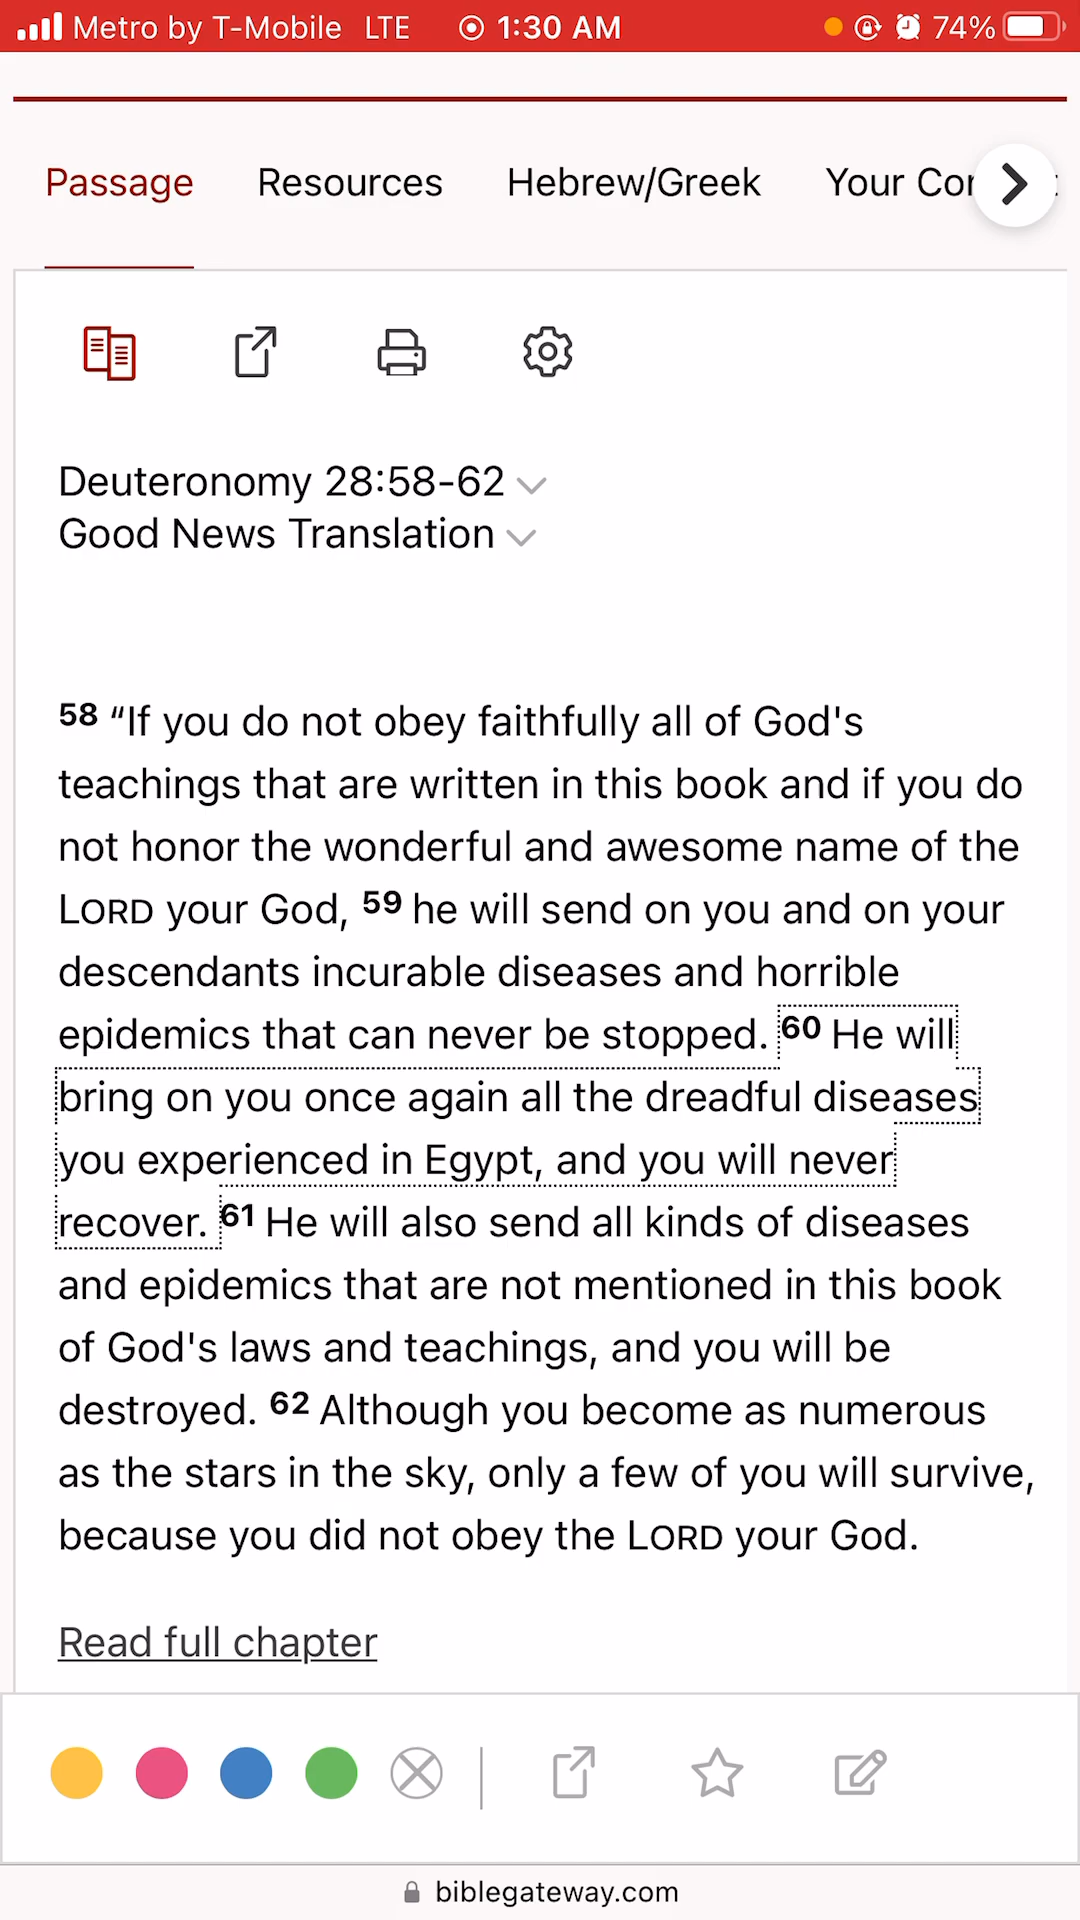 Metro by T-Mobile LTE 1:30 AM 74%
Passage Resources Hebrew/Greek Your Con
Deuteronomy 28:58-62
Good News Translation
58 “If you do not obey faithfully all of God's
teachings that are written in this book and if you do
not honor the wonderful and awesome name of the
LORD your God, 59 he will send on you and on your
descendants incurable diseases and horrible
epidemics that can never be stopped. 60 He will
bring on you once again all the dreadful diseases
you experienced in Egypt, and you will never
recover. 61 He will also send all kinds of diseases
and epidemics that are not mentioned in this book
of God's laws and teachings, and you will be
destroyed. 62 Although you become as numerous
as the stars in the sky, only a few of you will survive,
because you did not obey the LORD your God.
Read full chapter
biblegateway.com